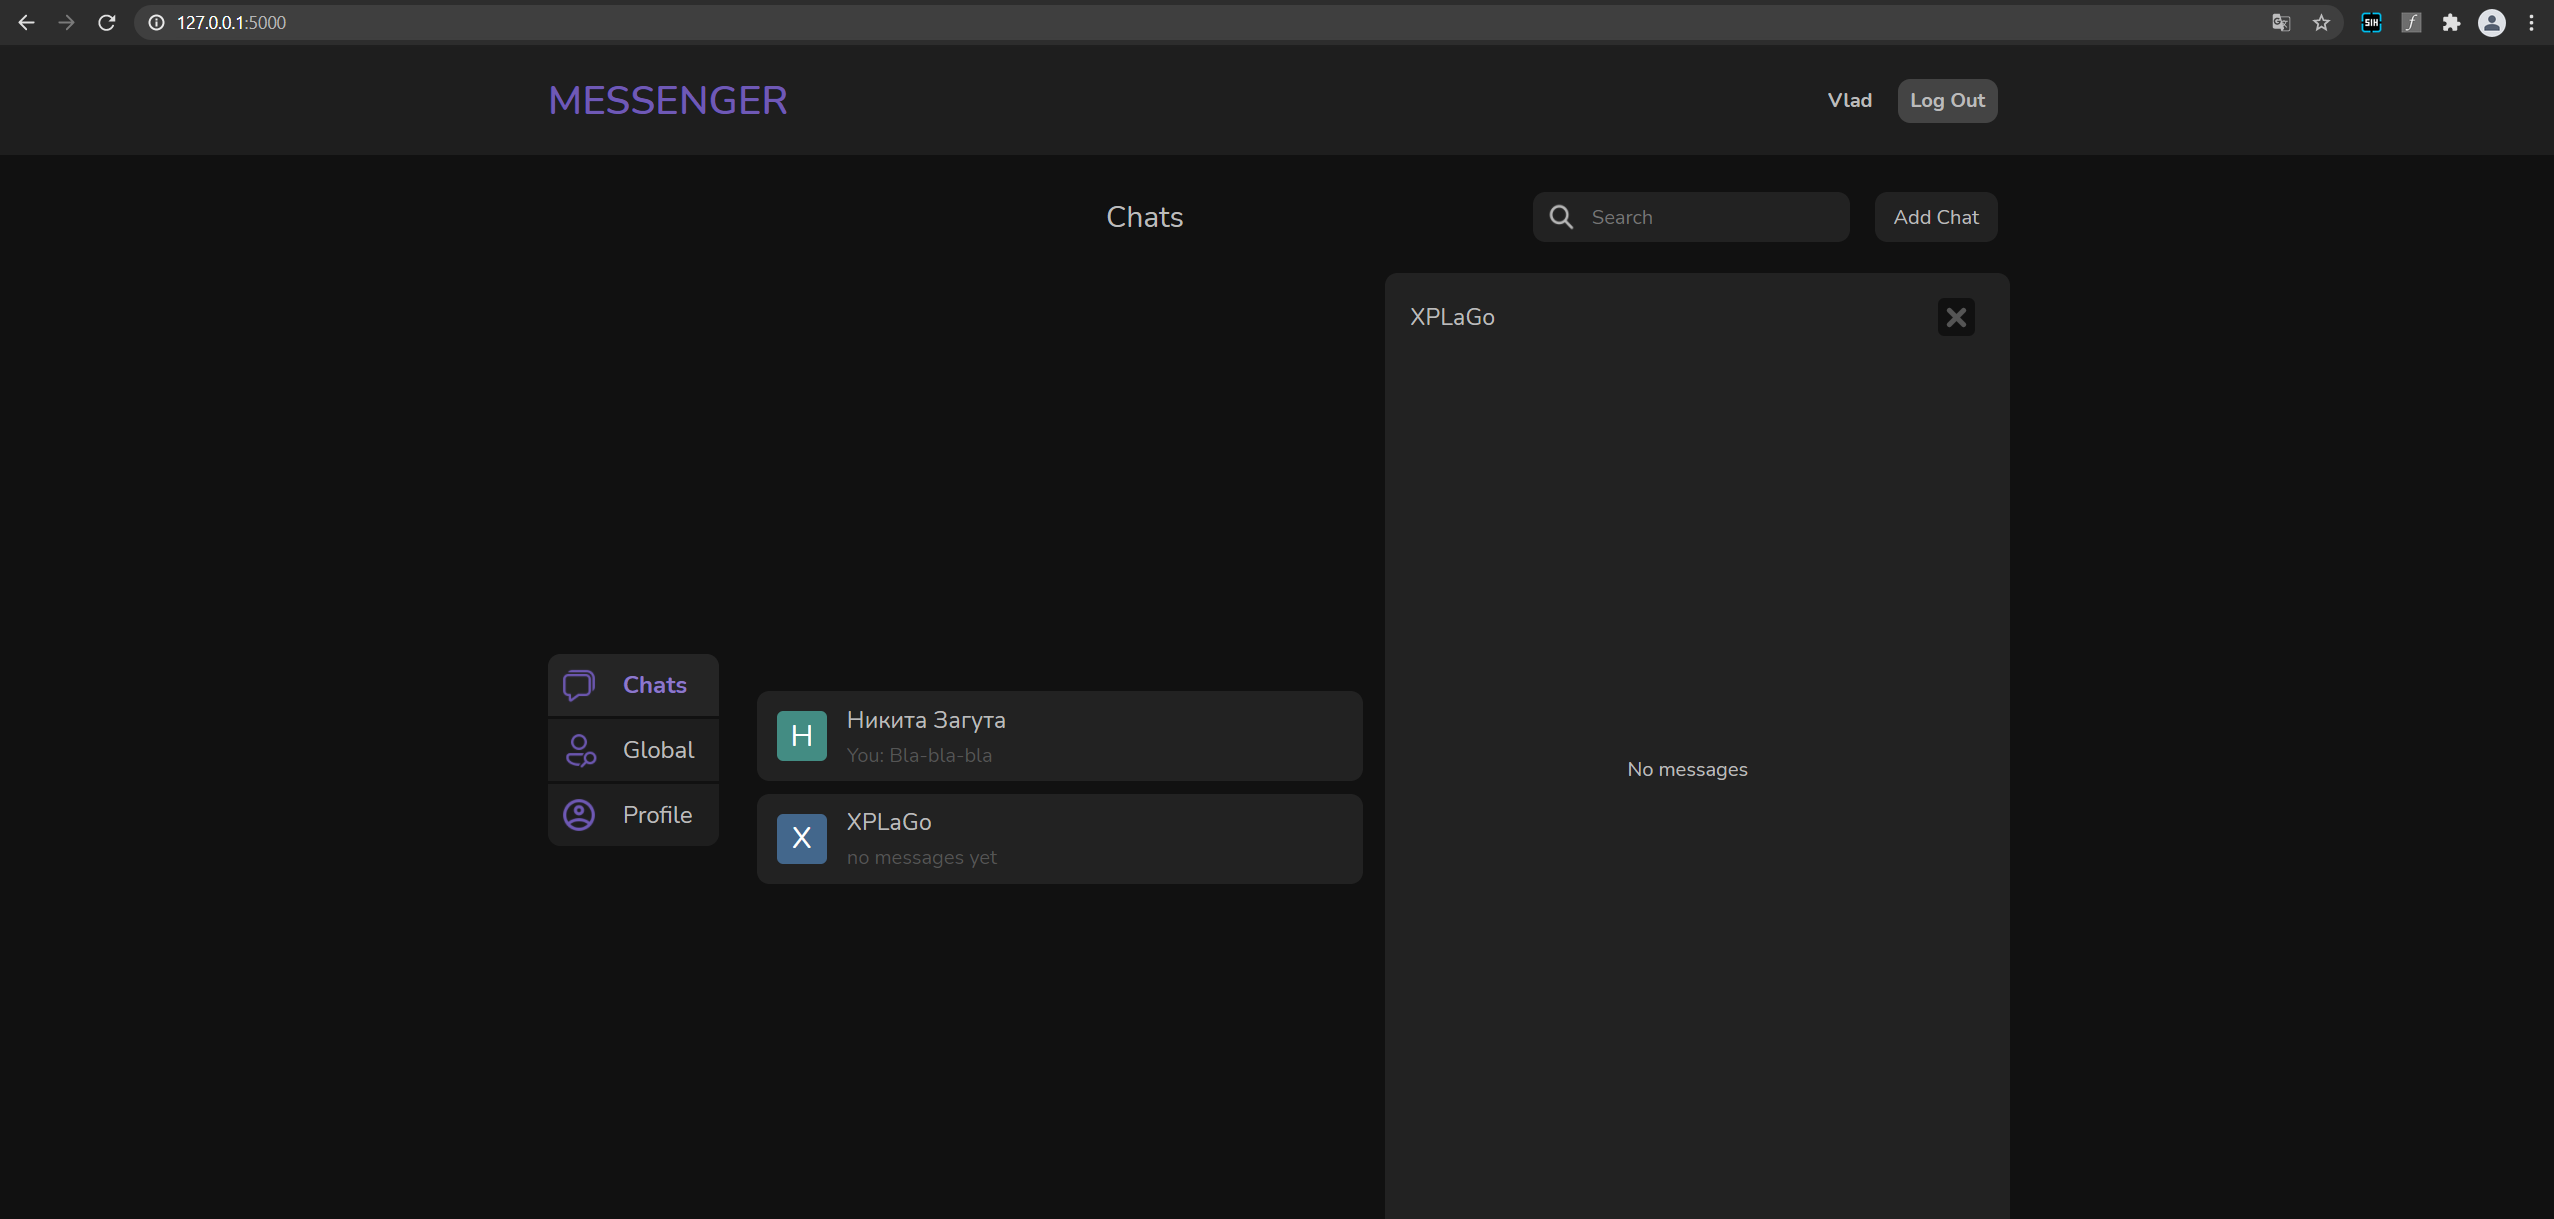 127.0.0.1:5000
MESSENGER
Vlad
Log Out
Chats
Search
Add Chat
XPLaGo
Chats
Global
Profile
Н
Никита Загута
You: Bla-bla-bla
X
XPLaGo
no messages yet
No messages